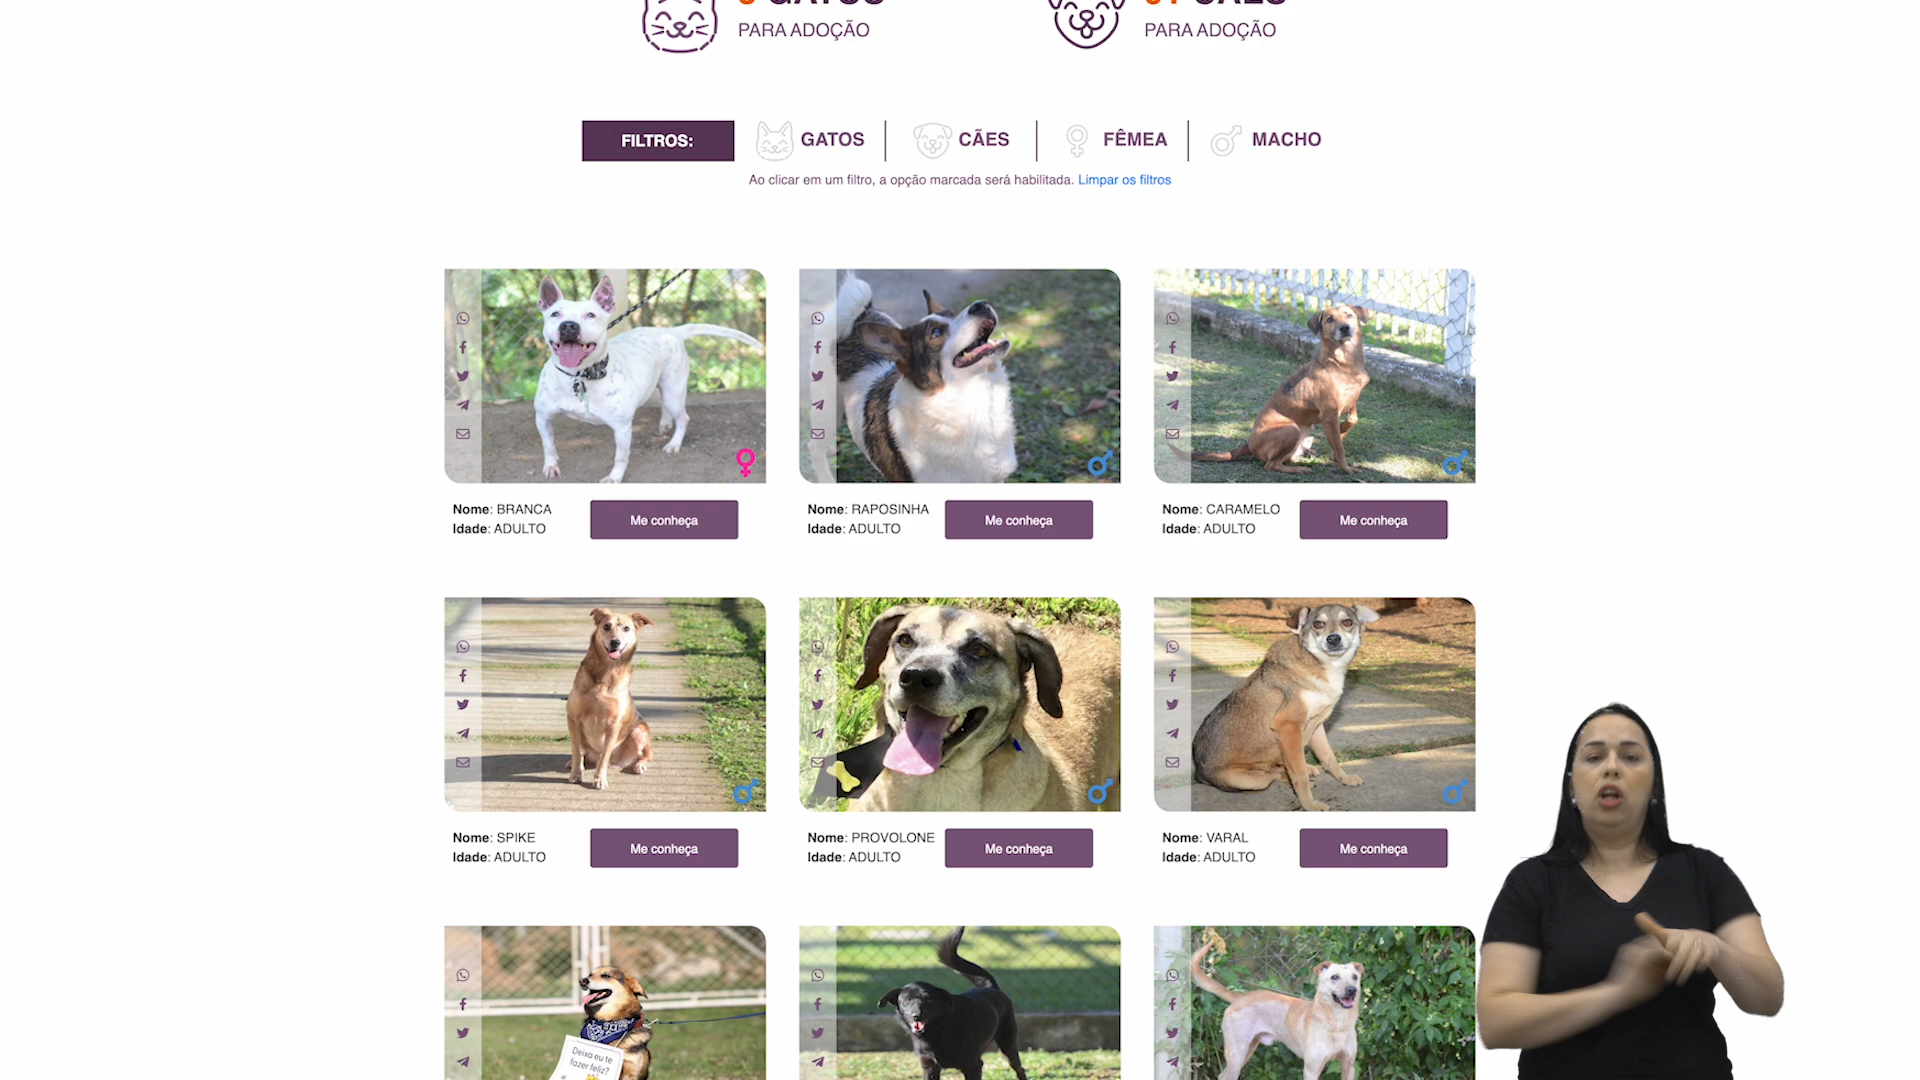 GATOS
CÃES
PARA ADOÇÃO
PARA ADOÇÃO
FILTROS:
GATOS
CÃES
FÊMEA
MACHO
Ao clicar em um filtro, a opção marcada será habilitada. Limpar os filtros
Nome: BRANCA
Idade: ADULTO
Me conheça
Nome: RAPOSINHA
Idade: ADULTO
Me conheça
Nome: CARAMELO
Idade: ADULTO
Me conheça
Nome: SPIKE
Idade: ADULTO
Me conheça
Nome: PROVOLONE
Idade: ADULTO
Me conheça
Nome: VARAL
Idade: ADULTO
Me conheça
Deixa eu te
fazer feliz?